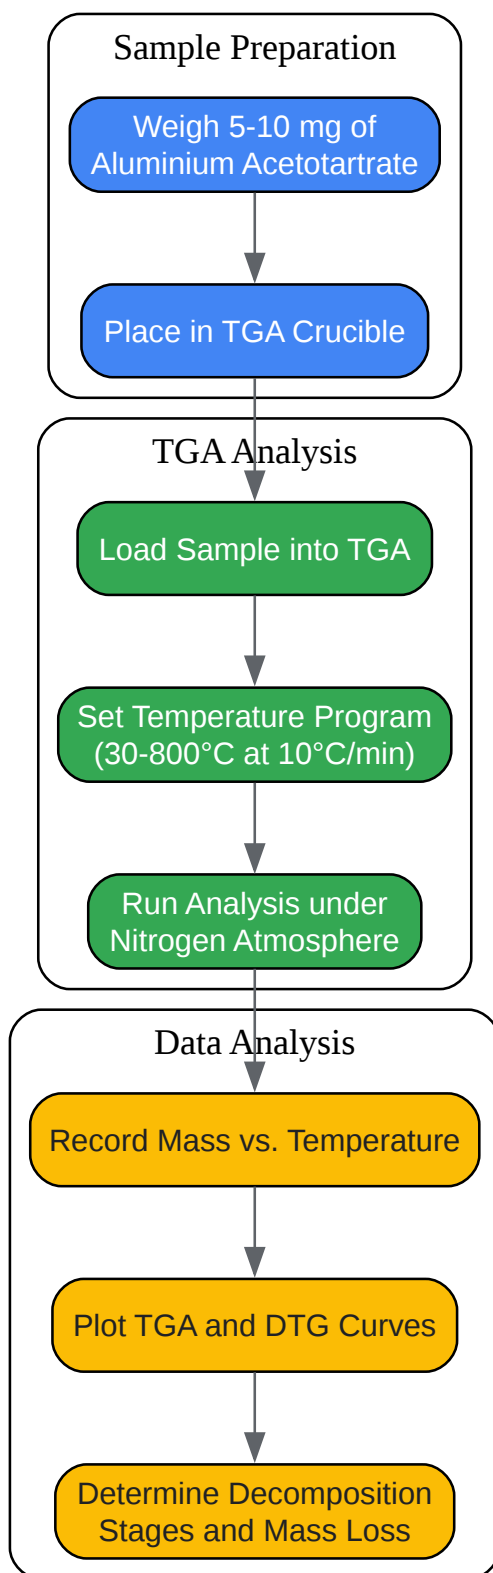 Sample Preparation
Weigh 5-10 mg of
Aluminium Acetotartrate
Place in TGA Crucible
TGA Analysis
Load Sample into TGA
Set Temperature Program
(30-800°C at 10°C/min)
Run Analysis under
Nitrogen Atmosphere
Data Analysis
Record Mass vs. Temperature
Plot TGA and DTG Curves
Determine Decomposition
Stages and Mass Loss